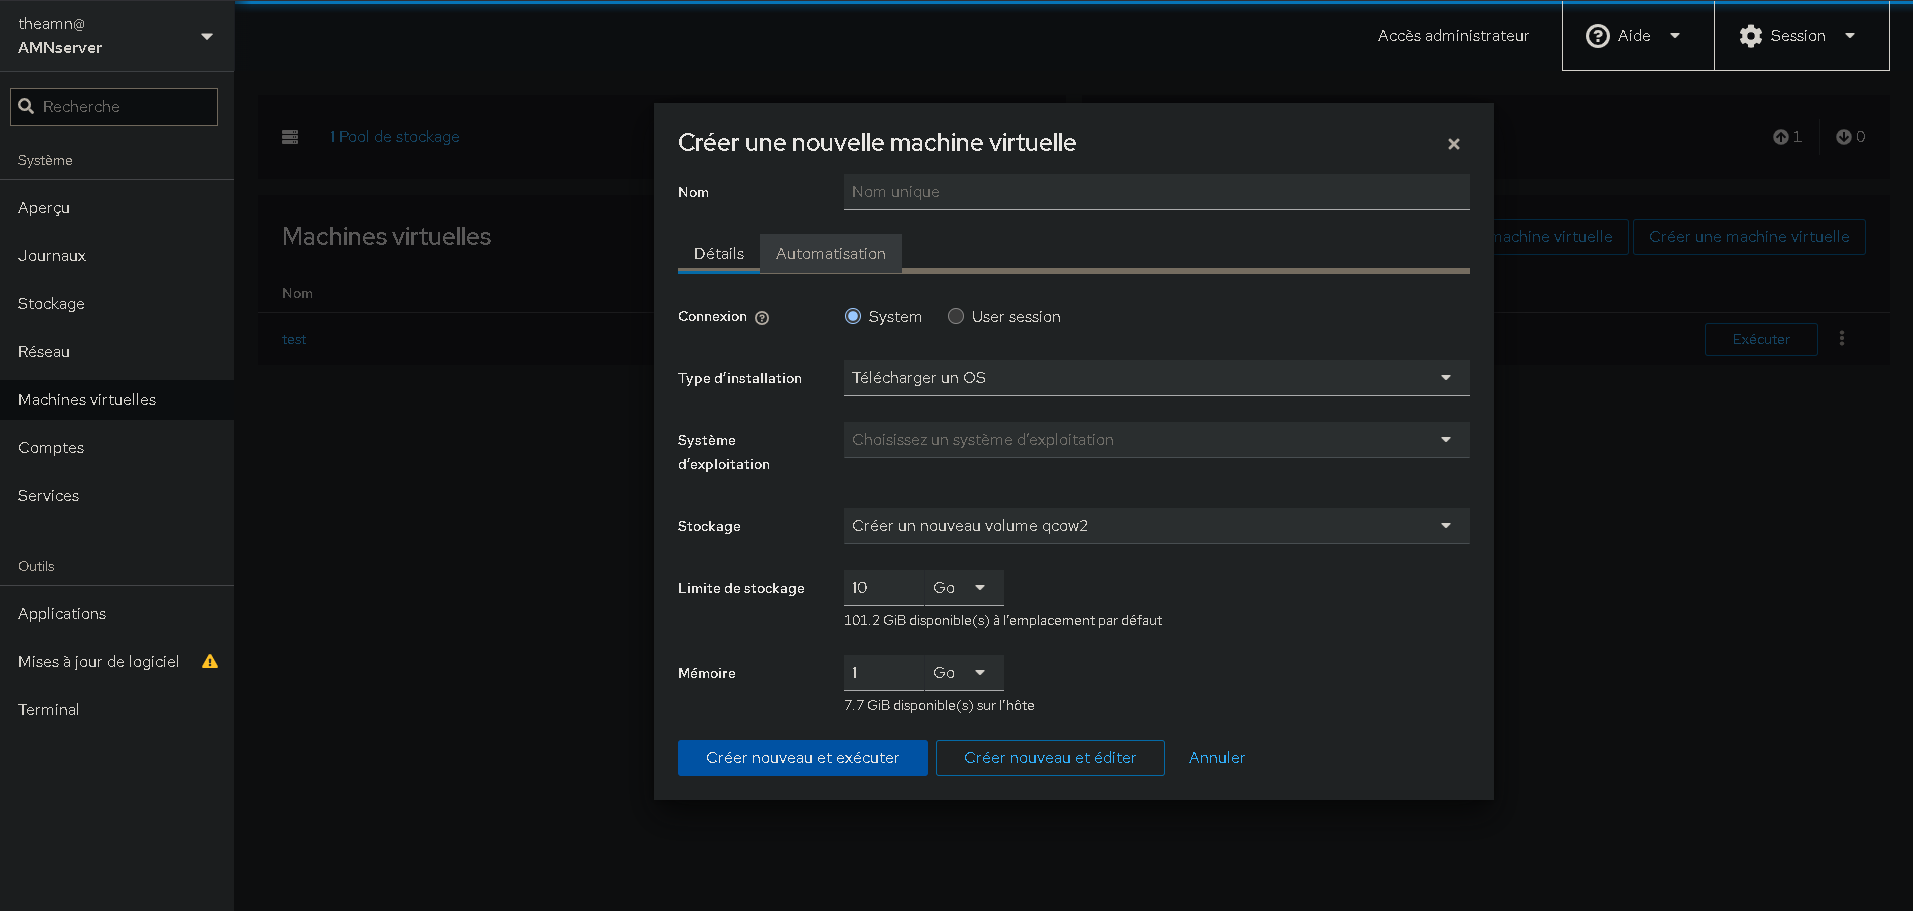 theamn@
AMNserver
Recherche
Système
Aperçu
Journaux
Stockage
Réseau
Machines virtuelles
Comptes
Services
Outils
Applications
Mises à jour de logiciel
Terminal
Accès administrateur
Aide
Session
1 Pool de stockage
1
0
Machines virtuelles
machine virtuelle
Créer une machine virtuelle
Nom
test
Exécuter
Créer une nouvelle machine virtuelle
Nom
Nom unique
Détails
Automatisation
Connexion
System
User session
Type d'installation
Télécharger un OS
Système
d'exploitation
Choisissez un système d'exploitation
Stockage
Créer un nouveau volume qcow2
Limite de stockage
10
Go
101.2 GiB disponible(s) à l'emplacement par défaut
Mémoire
1
Go
7.7 GiB disponible(s) sur l'hôte
Créer nouveau et exécuter
Créer nouveau et éditer
Annuler